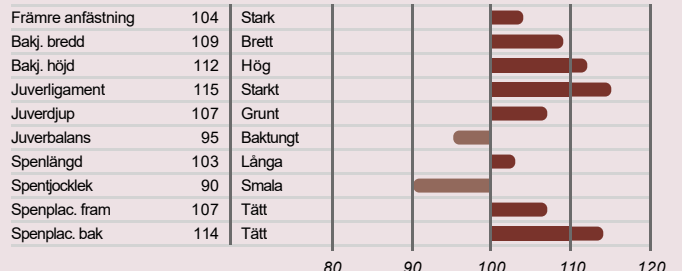 Främre anfästning 104 Stark
Bakj. bredd 109 Brett
Bakj. höjd 112 Hög
Juverligament 115 Starkt
Juverdjup 107 Grunt
Juverbalans 95 Baktungt
Spenlängd 103 Långa
Spentjocklek 90 Smala
Spenplac. fram 107 Tätt
Spenplac. bak 114 Tätt
80 90 100 110 120